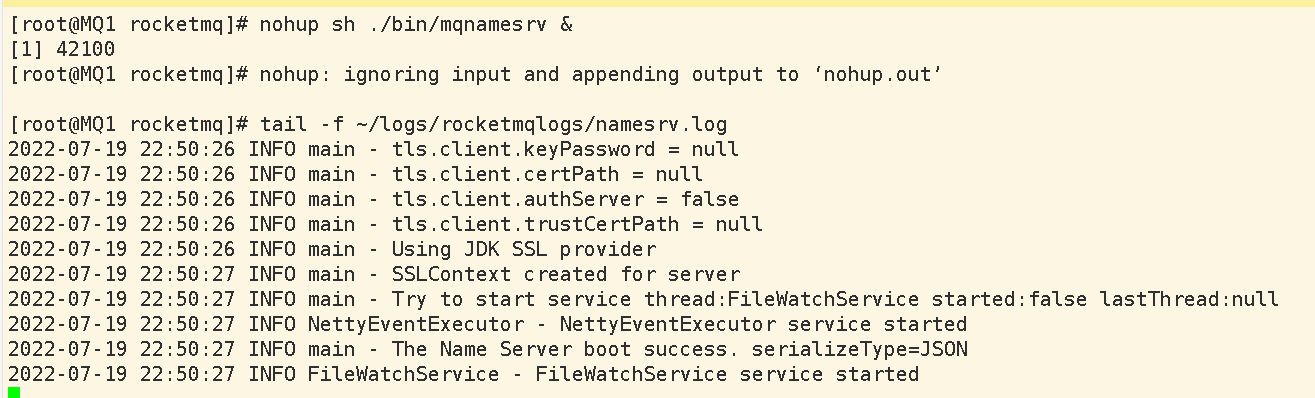 [root@MQ1 rocketmq]# nohup sh ./bin/mqnamesrv &
[1] 42100
[root@MQ1 rocketmq]# nohup: ignoring input and appending output to ‘nohup.out’
[root@MQ1 rocketmq]# tail -f ~/logs/rocketmqlogs/namesrv.log
2022-07-19 22:50:26 INFO main - tls.client.keyPassword = null
2022-07-19 22:50:26 INFO main - tls.client.certPath = null
2022-07-19 22:50:26 INFO main - tls.client.authServer = false
2022-07-19 22:50:26 INFO main - tls.client.trustCertPath = null
2022-07-19 22:50:26 INFO main - Using JDK SSL provider
2022-07-19 22:50:27 INFO main - SSLContext created for server
2022-07-19 22:50:27 INFO main - Try to start service thread:FileWatchService started:false lastThread:null
2022-07-19 22:50:27 INFO NettyEventExecutor - NettyEventExecutor service started
2022-07-19 22:50:27 INFO main - The Name Server boot success. serializeType=JSON
2022-07-19 22:50:27 INFO FileWatchService - FileWatchService service started